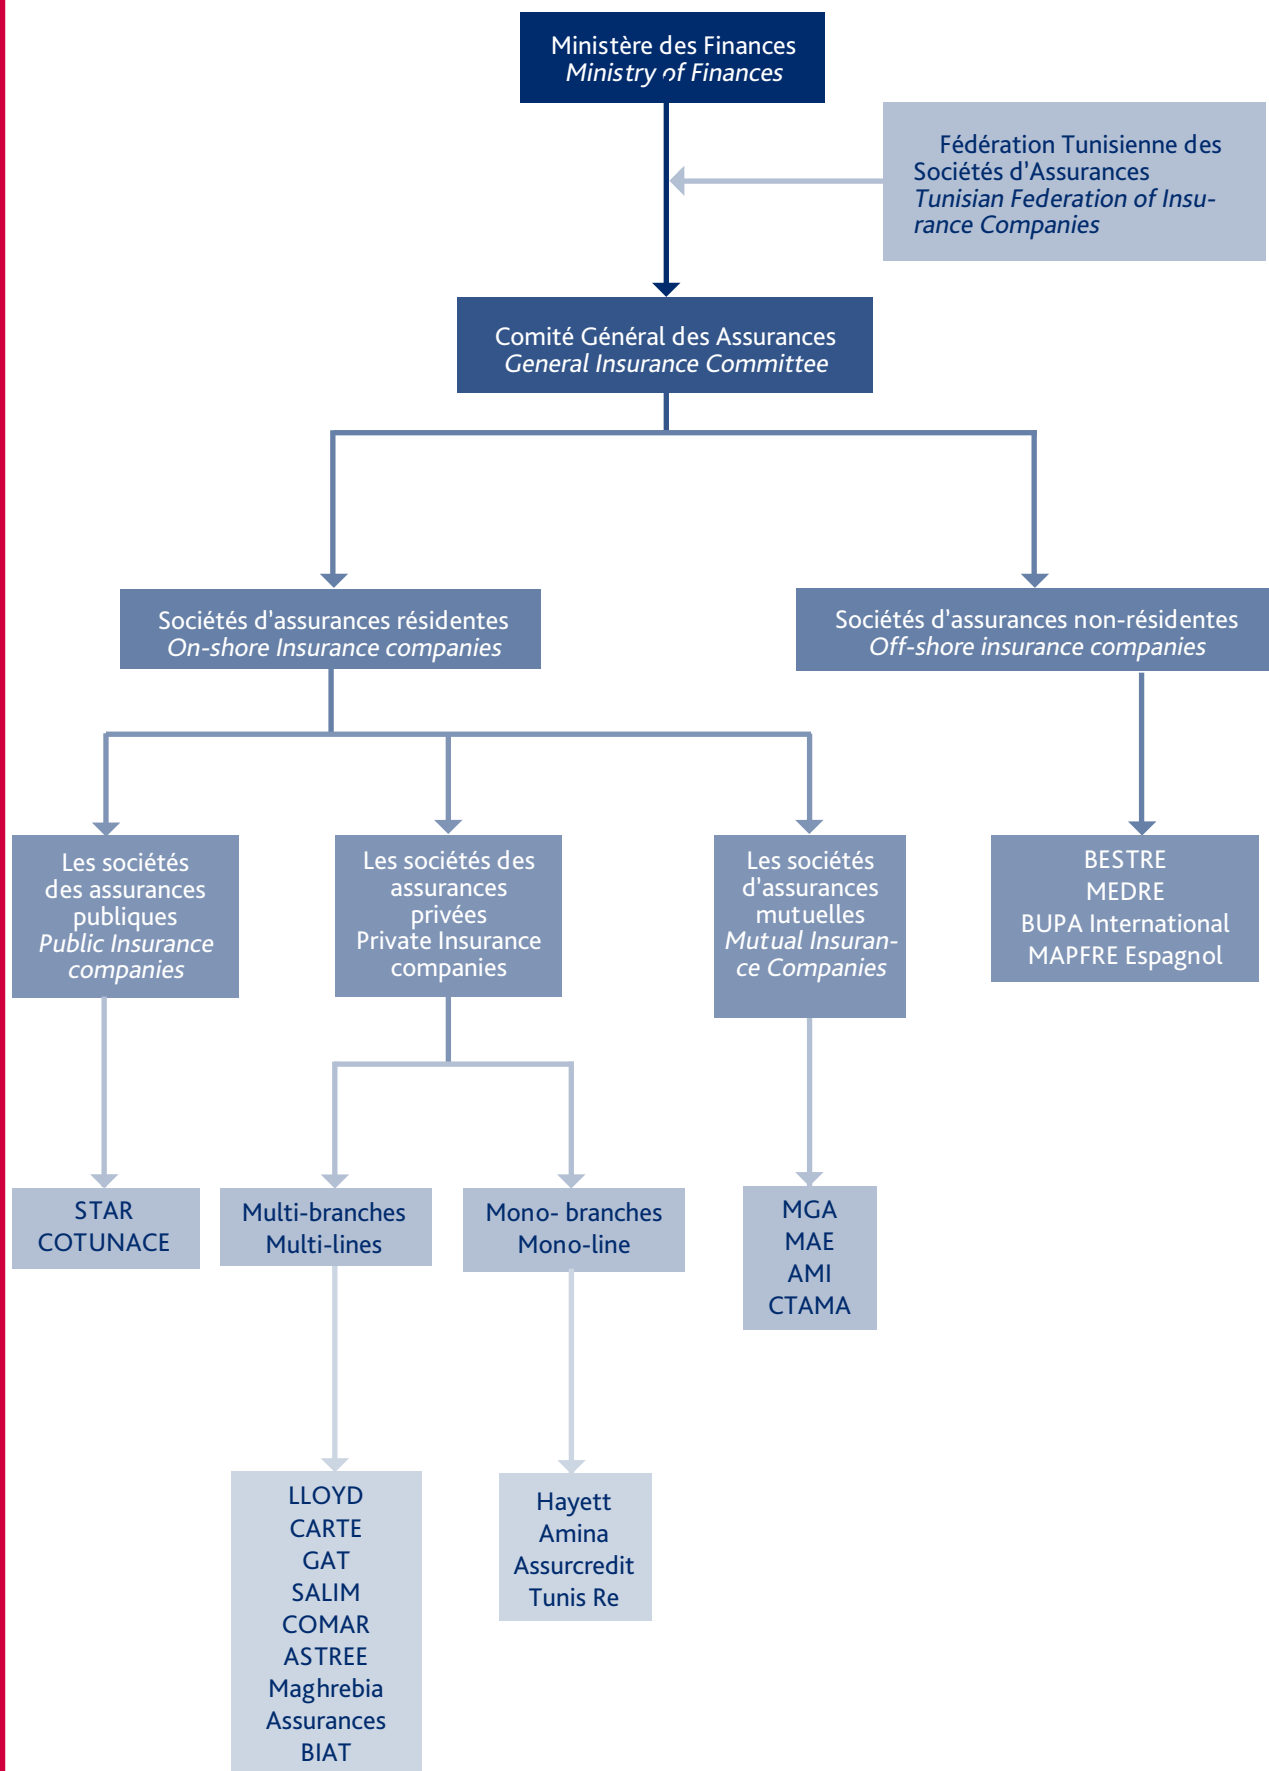 Ministère des Finances
Ministry of Finances
Fédération Tunisienne des
Sociétés d'Assurances
Tunisian Federation of Insu-
rance Companies
Comité Général des Assurances
General Insurance Committee
Sociétés d'assurances résidentes
On-shore Insurance companies
Sociétés d'assurances non-résidentes
Off-shore insurance companies
Les sociétés
des assurances
publiques
Public Insurance
companies
Les sociétés des
assurances
privées
Private Insurance
companies
Les sociétés
d'assurances
mutuelles
Mutual Insuran-
ce Companies
BESTRE
MEDRE
BUPA International
MAPFRE Espagnol
STAR
COTUNACE
Multi-branches
Multi-lines
Mono- branches
Mono-line
MGA
MAE
AMI
CTAMA
LLOYD
CARTE
GAT
SALIM
COMAR
ASTREE
Maghrebia
Assurances
BIAT
Hayett
Amina
Assurcredit
Tunis Re